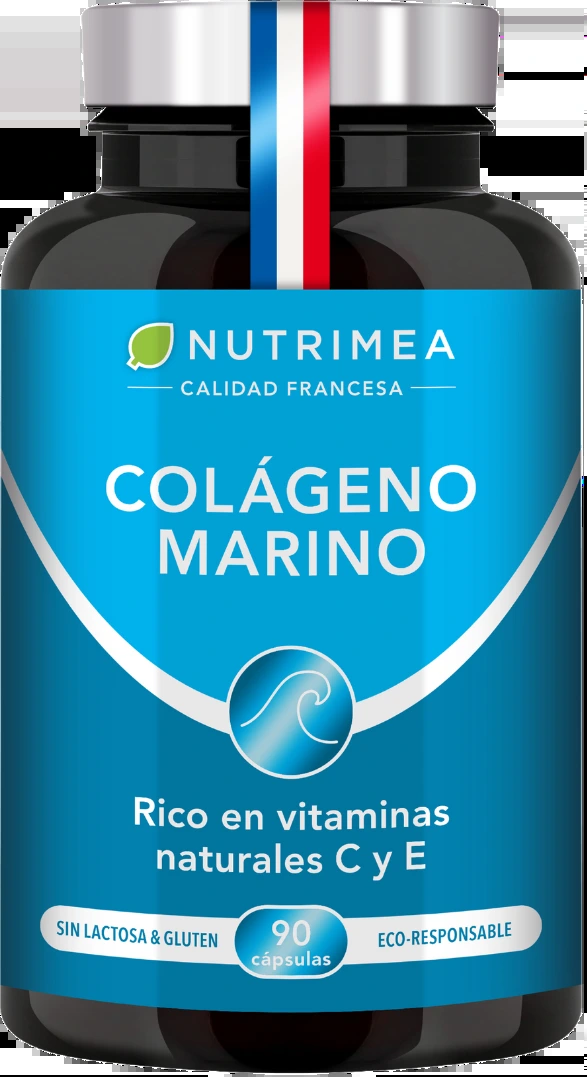 NUTRIMEA
CALIDAD FRANCESA
COLÁGENO
MARINO
Rico en vitaminas
naturales C y E
SIN LACTOSA & GLUTEN
90
cápsulas
ECO-RESPONSABLE